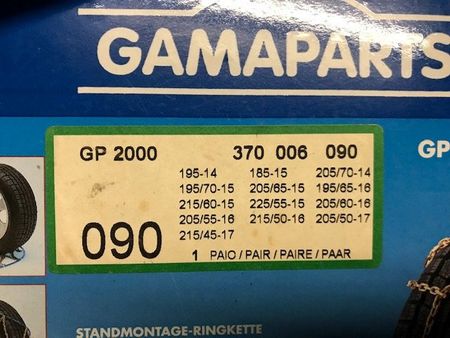 GAMAPARTS
GP 2000 370 006 090
195-14 185-15 205/70-14
195/70-15 205/65-15 195/65-16
215/60-15 225/55-15 205/60-16
205/55-16 215/50-16 205/50-17
215/45-17
090
1 PAIO / PAIR / PAIRE / PAAR
GP
STANDMONTAGE-RINGKETTE